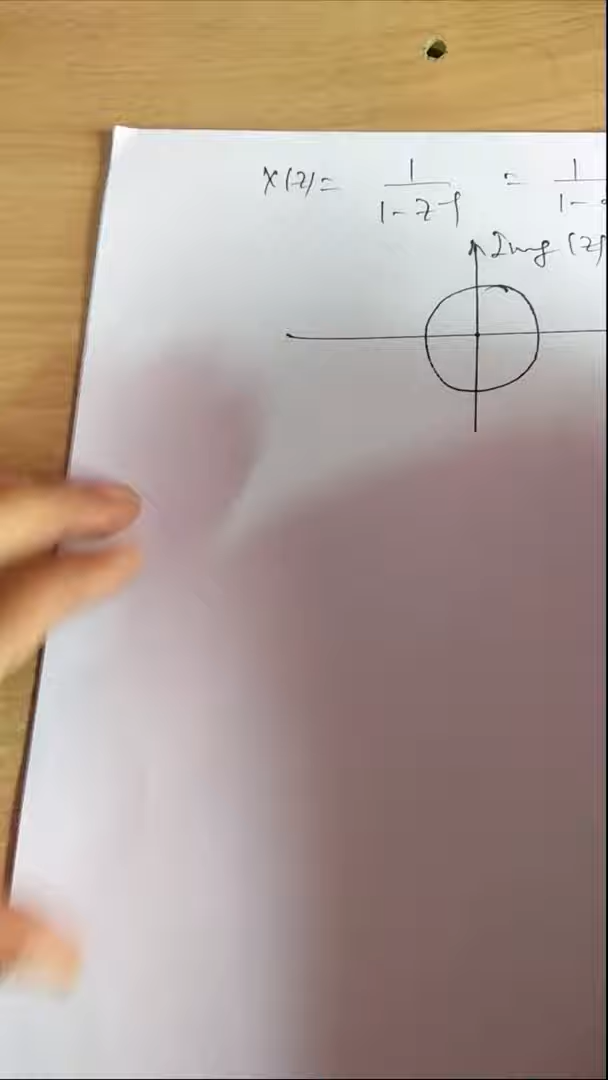 X(z) = 1/(1-z^-1) = 1/(1-
Img (z)